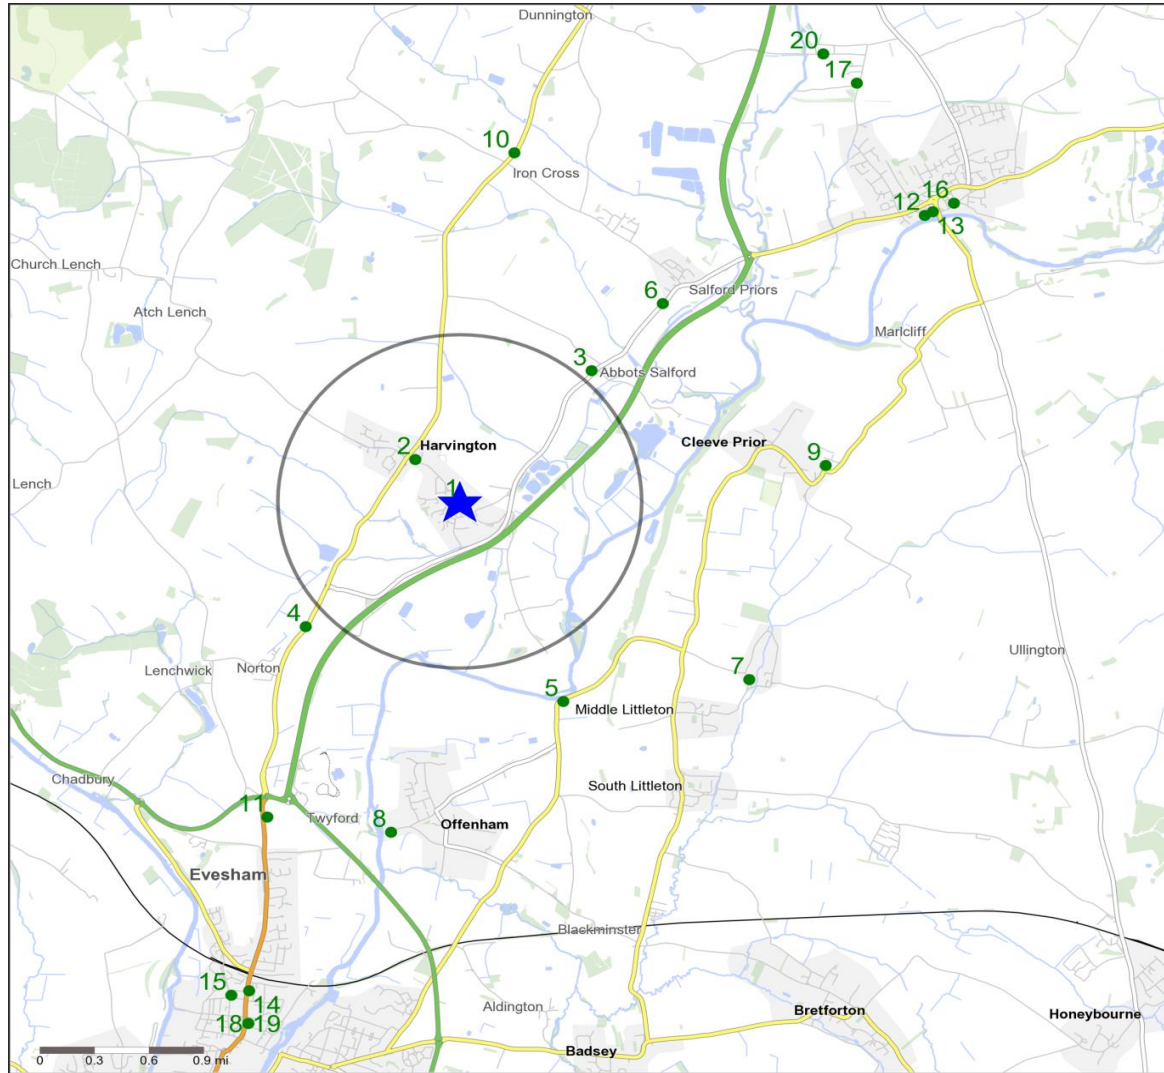 Dunnington
20
17
10
Iron Cross
16
12
13
Church Lench
Salford Priors
6
Atch Lench
Marlcliff
3
Abbots Salford
2
Harvington
Cleeve Prior
9
Lench
1
4
Ullington
Norton
Lenchwick
7
5
Middle Littleton
Chadbury
South Littleton
11
Twyford
8
Offenham
Evesham
Blackminster
15
14
Aldington
Bretforton
Honeybourne
18
19
Badsey
0
0.3
0.6
0.9 mi